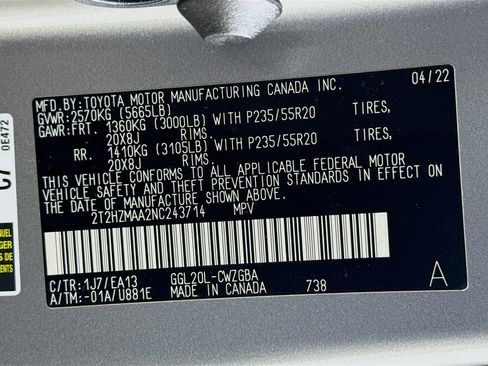 MFD.BY:TOYOTA MOTOR MANUFACTURING CANADA INC. 04/22
GVWR:2570KG (5665LB)
GAWR:FRT. 1360KG (3000LB) WITH P235/55R20 TIRES,
20X8J RIMS.
RR. 1410KG (3105LB) WITH P235/55R20 TIRES,
20X8J RIMS.
THIS VEHICLE CONFORMS TO ALL APPLICABLE FEDERAL MOTOR
VEHICLE SAFETY AND THEFT PREVENTION STANDARDS IN EFFECT ON
THE DATE OF MANUFACTURE SHOWN ABOVE.
2T2HZMAA2NC243714 MPV
C/TR:1J7/EA13 GGL20L-CWZGBA
A/TM:-01A/U881E MADE IN CANADA 738 A
0E472